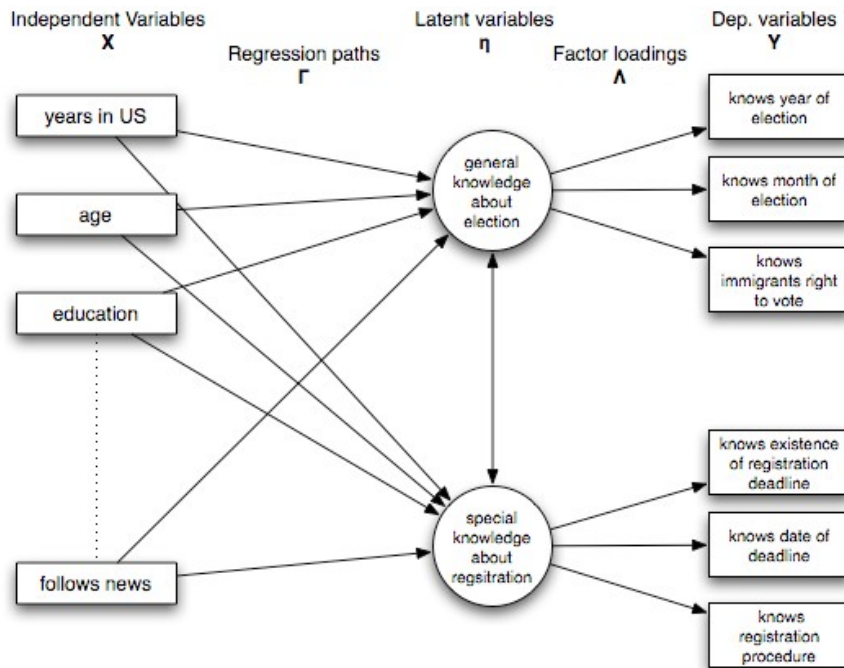 Independent Variables
X
Regression paths
Γ
Latent variables
η
Factor loadings
Λ
Dep. variables
Y
years in US
age
education
follows news
general
knowledge
about
election
special
knowledge
about
regsitration
knows year of
election
knows month of
election
knows
immigrants right
to vote
knows existence
of registration
deadline
knows date of
deadline
knows
registration
procedure